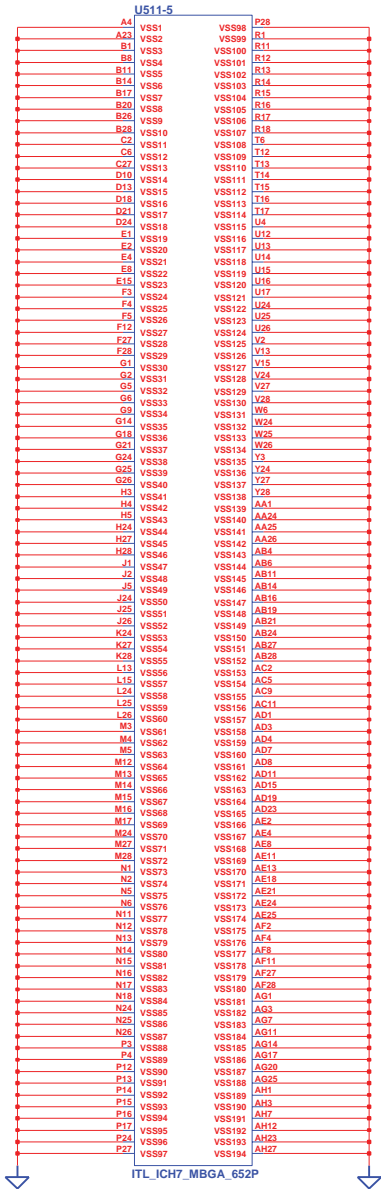 U511-5
A4 VSS1 VSS98 P28
A23 VSS2 VSS99 R1
B1 VSS3 VSS100 R11
B8 VSS4 VSS101 R12
B11 VSS5 VSS102 R13
B14 VSS6 VSS103 R14
B17 VSS7 VSS104 R15
B20 VSS8 VSS105 R16
B26 VSS9 VSS106 R17
B28 VSS10 VSS107 R18
C2 VSS11 VSS108 T6
C6 VSS12 VSS109 T12
C27 VSS13 VSS110 T13
D10 VSS14 VSS111 T14
D13 VSS15 VSS112 T15
D18 VSS16 VSS113 T16
D21 VSS17 VSS114 T17
D24 VSS18 VSS115 U4
E1 VSS19 VSS116 U12
E2 VSS20 VSS117 U13
E4 VSS21 VSS118 U14
E8 VSS22 VSS119 U15
E15 VSS23 VSS120 U16
F3 VSS24 VSS121 U17
F4 VSS25 VSS122 U24
F5 VSS26 VSS123 U25
F12 VSS27 VSS124 U26
F27 VSS28 VSS125 V2
F28 VSS29 VSS126 V13
G1 VSS30 VSS127 V15
G2 VSS31 VSS128 V24
G5 VSS32 VSS129 V27
G6 VSS33 VSS130 V28
G9 VSS34 VSS131 W6
G14 VSS35 VSS132 W24
G18 VSS36 VSS133 W25
G21 VSS37 VSS134 W26
G24 VSS38 VSS135 Y3
G25 VSS39 VSS136 Y24
G26 VSS40 VSS137 Y27
H3 VSS41 VSS138 Y28
H4 VSS42 VSS139 AA1
H5 VSS43 VSS140 AA24
H24 VSS44 VSS141 AA25
H27 VSS45 VSS142 AA26
H28 VSS46 VSS143 AB4
J1 VSS47 VSS144 AB6
J2 VSS48 VSS145 AB11
J5 VSS49 VSS146 AB14
J24 VSS50 VSS147 AB16
J25 VSS51 VSS148 AB19
J26 VSS52 VSS149 AB21
K24 VSS53 VSS150 AB24
K27 VSS54 VSS151 AB27
K28 VSS55 VSS152 AB28
L13 VSS56 VSS153 AC2
L15 VSS57 VSS154 AC5
L24 VSS58 VSS155 AC9
L25 VSS59 VSS156 AC11
L26 VSS60 VSS157 AD1
M3 VSS61 VSS158 AD3
M4 VSS62 VSS159 AD4
M5 VSS63 VSS160 AD7
M12 VSS64 VSS161 AD8
M13 VSS65 VSS162 AD11
M14 VSS66 VSS163 AD15
M15 VSS67 VSS164 AD19
M16 VSS68 VSS165 AD23
M17 VSS69 VSS166 AE2
M24 VSS70 VSS167 AE4
M27 VSS71 VSS168 AE8
M28 VSS72 VSS169 AE11
N1 VSS73 VSS170 AE13
N2 VSS74 VSS171 AE18
N5 VSS75 VSS172 AE21
N6 VSS76 VSS173 AE24
N11 VSS77 VSS174 AE25
N12 VSS78 VSS175 AF2
N13 VSS79 VSS176 AF4
N14 VSS80 VSS177 AF8
N15 VSS81 VSS178 AF11
N16 VSS82 VSS179 AF27
N17 VSS83 VSS180 AF28
N18 VSS84 VSS181 AG1
N24 VSS85 VSS182 AG3
N25 VSS86 VSS183 AG7
N26 VSS87 VSS184 AG11
P3 VSS88 VSS185 AG14
P4 VSS89 VSS186 AG17
P12 VSS90 VSS187 AG20
P13 VSS91 VSS188 AG25
P14 VSS92 VSS189 AH1
P15 VSS93 VSS190 AH3
P16 VSS94 VSS191 AH7
P17 VSS95 VSS192 AH12
P24 VSS96 VSS193 AH23
P27 VSS97 VSS194 AH27
ITL_ICH7_MBGA_652P